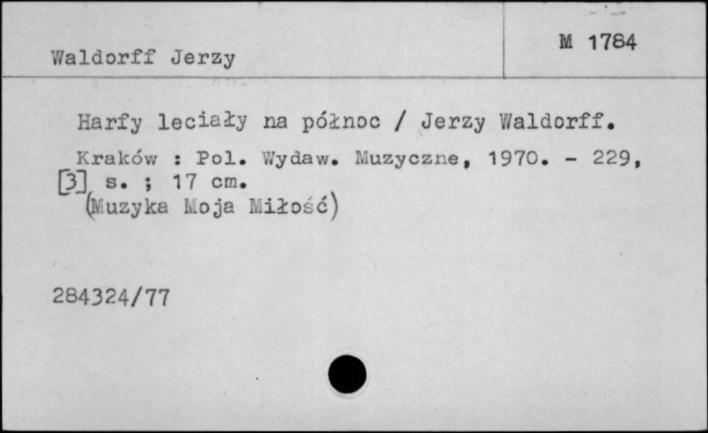 M 1784
Waldorff Jerzy
Harfy leciały na północ / Jerzy Waldorff.
Kraków : Pol. Wydaw. Muzyczne, 1970. - 229,
[3] s. ; 17 cm.
(Muzyka Moja Miłość)
284324/77